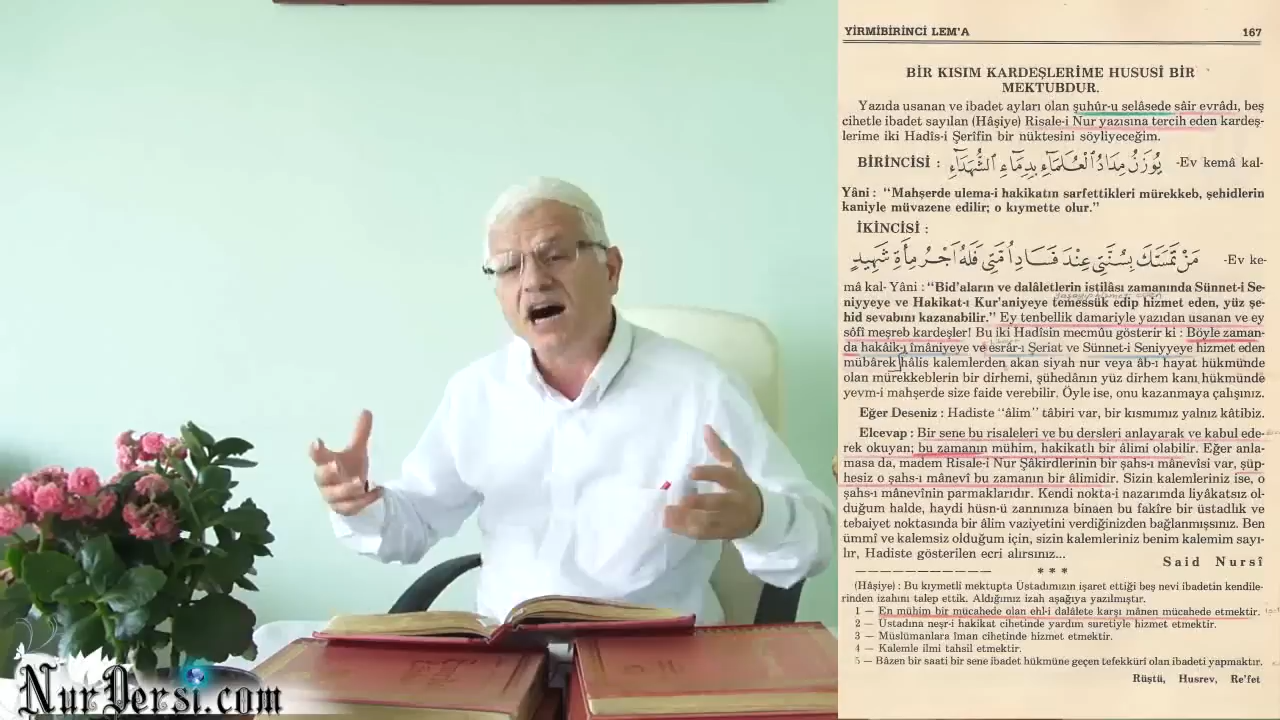 YİRMİBİRİNCİ LEM'A 167
BİR KISIM KARDEŞLERİME HUSUSÎ BİR
MEKTUBDUR.
Yazıda usanan ve ibadet ayları olan şuhûr-u selâsede sâir evrâdı, beş
cihetle ibadet sayılan (Hâşiye) Risale-i Nur yazısına tercih eden kardeş-
lerime iki Hadîs-i Şerifin bir nüktesini söyliyeceğim.
BİRİNCİSİ : يُوزَنُ مِدَادُ الْعُلَمَاءِ بِدِمَاءِ الشُّهَدَاءِ -Ev kemâ kal-
Yâni : "Mahşerde ulema-i hakikatın sarfettikleri mürekkeb, şehidlerin
kaniyle müvazene edilir; o kıymette olur."
İKİNCİSİ :
مَنْ تَمَسَّكَ بِسُنَّتِي عِنْدَ فَسَادِ اُمَّتِي فَلَهُ اَجْرُ مِأَةِ شَهِيدٍ -Ev ke-
mâ kal- Yâni : "Bid'aların ve dalâletlerin istilâsı zamanında Sünnet-i Se-
niyyeye ve Hakikat-ı Kur'aniyeye temessük edip hizmet eden, yüz şe-
hid sevabını kazanabilir." Ey tenbellik damariyle yazıdan usanan ve ey
sôfî meşreb kardeşler! Bu iki Hadîsin mecmûu gösterir ki : Böyle zaman-
da hakâik-ı îmâniyeye ve esrâr-ı Şeriat ve Sünnet-i Seniyyeye hizmet eden
mübârek hâlis kalemlerden akan siyah nur veya âb-ı hayat hükmünde
olan mürekkeblerin bir dirhemi, şühedânın yüz dirhem kanı hükmünde
yevm-i mahşerde size faide verebilir. Öyle ise, onu kazanmaya çalışınız.
Eğer Deseniz : Hadiste "âlim" tâbiri var, bir kısmımız yalnız kâtibiz.
Elcevap : Bir sene bu risaleleri ve bu dersleri anlayarak ve kabul ede-
rek okuyan; bu zamanın mühim, hakikatlı bir âlimi olabilir. Eğer anla-
masa da, madem Risale-i Nur Şâkirdlerinin bir şahs-ı mânevîsi var, şüp-
hesiz o şahs-ı mânevî bu zamanın bir âlimidir. Sizin kalemleriniz ise, o
şahs-ı mânevînin parmaklarıdır. Kendi nokta-i nazarımda liyâkatsız ol-
duğum halde, haydi hüsn-ü zannınıza binaen bu fakire bir üstadlık ve
tebaiyet noktasında bir âlim vaziyetini verdiğinizden bağlanmışsınız. Ben
ümmî ve kalemsiz olduğum için, sizin kalemleriniz benim kalemim sayı-
lır, Hadiste gösterilen ecri alırsınız...
Said Nursî
* * *
(Hâşiye) : Bu kıymetli mektupta Üstadımızın işaret ettiği beş nevi ibadetin kendile-
rinden izahını talep ettik. Aldığımız izah aşağıya yazılmıştır.
1 — En mühim bir mücahede olan ehl-i dalâlete karşı mânen mücahede etmektir.
2 — Üstadına neşr-i hakikat cihetinde yardım suretiyle hizmet etmektir.
3 — Müslümanlara îman cihetinde hizmet etmektir.
4 — Kalemle ilmi tahsil etmektir.
5 — Bâzen bir saati bir sene ibadet hükmüne geçen tefekkürî olan ibadeti yapmaktır.
Rüştü, Husrev, Re'fet
NurDersi.com